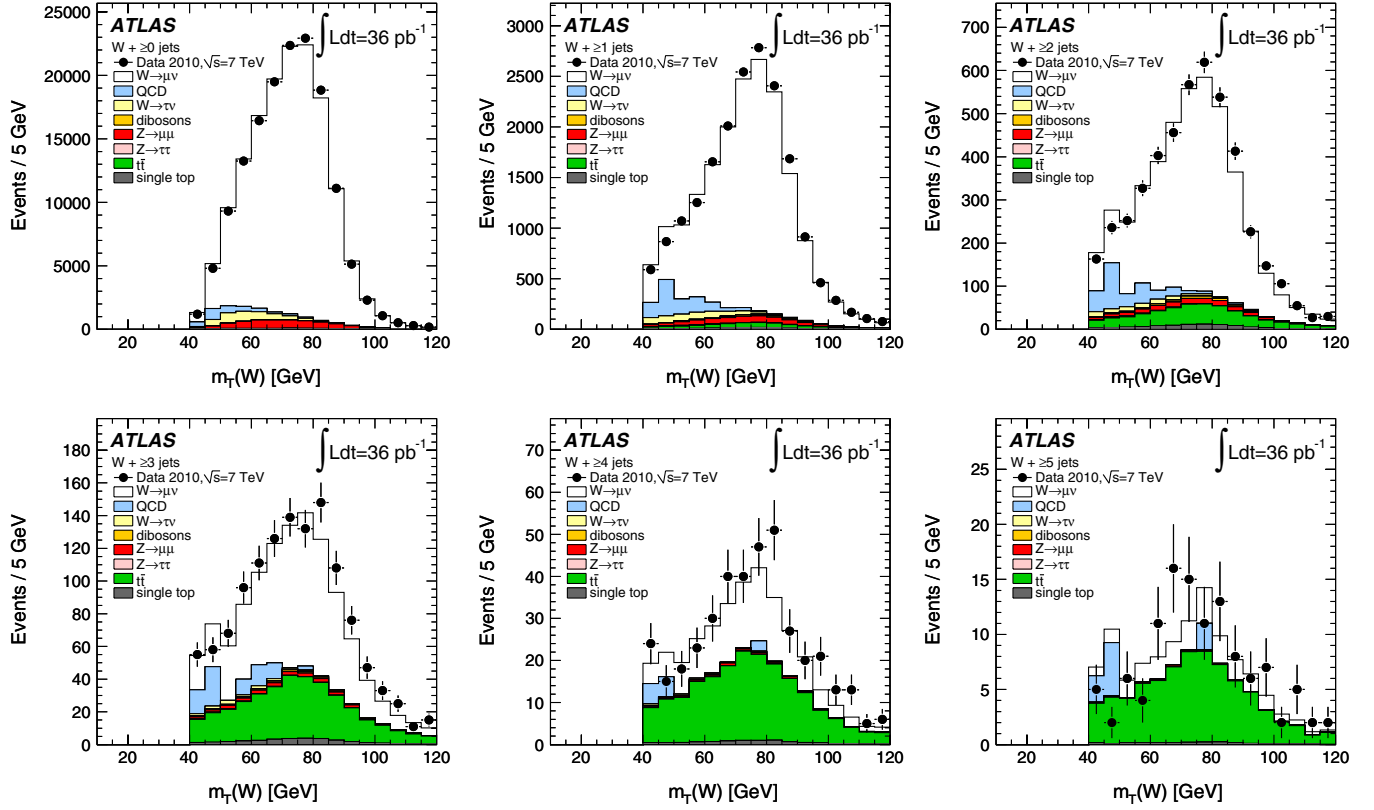 ATLAS
∫Ldt=36 pb⁻¹
W + ≥0 jets
Data 2010,√s=7 TeV
W→μν
QCD
W→τν
dibosons
Z→μμ
Z→ττ
tt̄
single top
Events / 5 GeV
25000
20000
15000
10000
5000
0
20 40 60 80 100 120
m_T(W) [GeV]
ATLAS
∫Ldt=36 pb⁻¹
W + ≥1 jets
Data 2010,√s=7 TeV
W→μν
QCD
W→τν
dibosons
Z→μμ
Z→ττ
tt̄
single top
Events / 5 GeV
3000
2500
2000
1500
1000
500
0
20 40 60 80 100 120
m_T(W) [GeV]
ATLAS
∫Ldt=36 pb⁻¹
W + ≥2 jets
Data 2010,√s=7 TeV
W→μν
QCD
W→τν
dibosons
Z→μμ
Z→ττ
tt̄
single top
Events / 5 GeV
700
600
500
400
300
200
100
0
20 40 60 80 100 120
m_T(W) [GeV]
ATLAS
∫Ldt=36 pb⁻¹
W + ≥3 jets
Data 2010,√s=7 TeV
W→μν
QCD
W→τν
dibosons
Z→μμ
Z→ττ
tt̄
single top
Events / 5 GeV
180
160
140
120
100
80
60
40
20
0
20 40 60 80 100 120
m_T(W) [GeV]
ATLAS
∫Ldt=36 pb⁻¹
W + ≥4 jets
Data 2010,√s=7 TeV
W→μν
QCD
W→τν
dibosons
Z→μμ
Z→ττ
tt̄
single top
Events / 5 GeV
70
60
50
40
30
20
10
0
20 40 60 80 100 120
m_T(W) [GeV]
ATLAS
∫Ldt=36 pb⁻¹
W + ≥5 jets
Data 2010,√s=7 TeV
W→μν
QCD
W→τν
dibosons
Z→μμ
Z→ττ
tt̄
single top
Events / 5 GeV
25
20
15
10
5
0
20 40 60 80 100 120
m_T(W) [GeV]